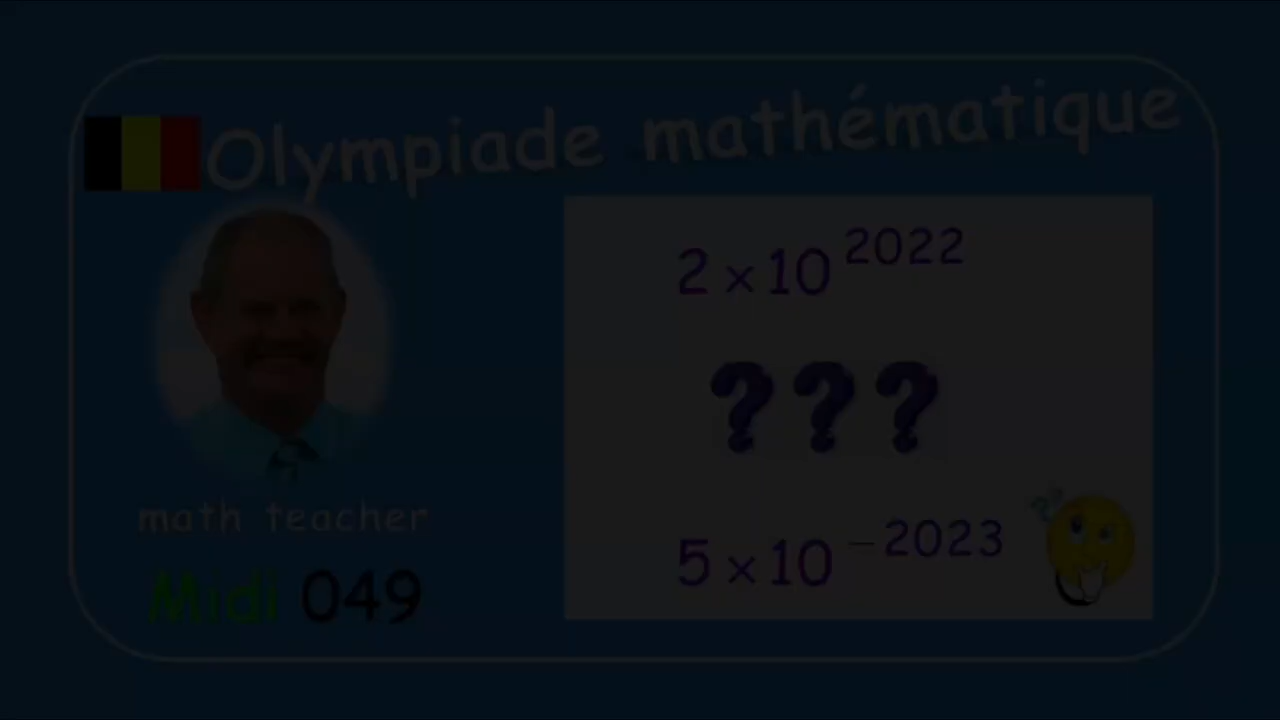 Olympiade mathématique
2 × 10 ²⁰²²
???
5 × 10 ⁻²⁰²³
math teacher
Midi 049